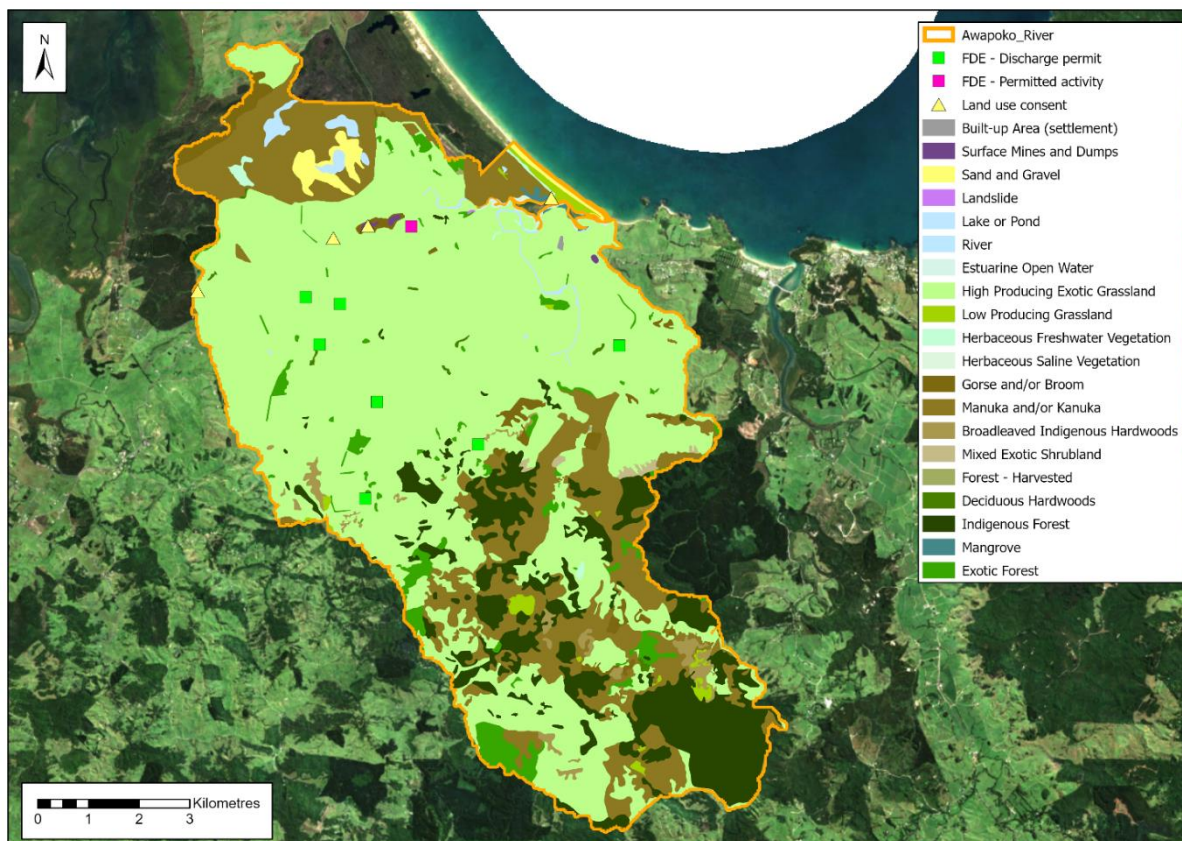 N
Awapoko_River
FDE - Discharge permit
FDE - Permitted activity
Land use consent
Built-up Area (settlement)
Surface Mines and Dumps
Sand and Gravel
Landslide
Lake or Pond
River
Estuarine Open Water
High Producing Exotic Grassland
Low Producing Grassland
Herbaceous Freshwater Vegetation
Herbaceous Saline Vegetation
Gorse and/or Broom
Manuka and/or Kanuka
Broadleaved Indigenous Hardwoods
Mixed Exotic Shrubland
Forest - Harvested
Deciduous Hardwoods
Indigenous Forest
Mangrove
Exotic Forest
Kilometres
0 1 2 3